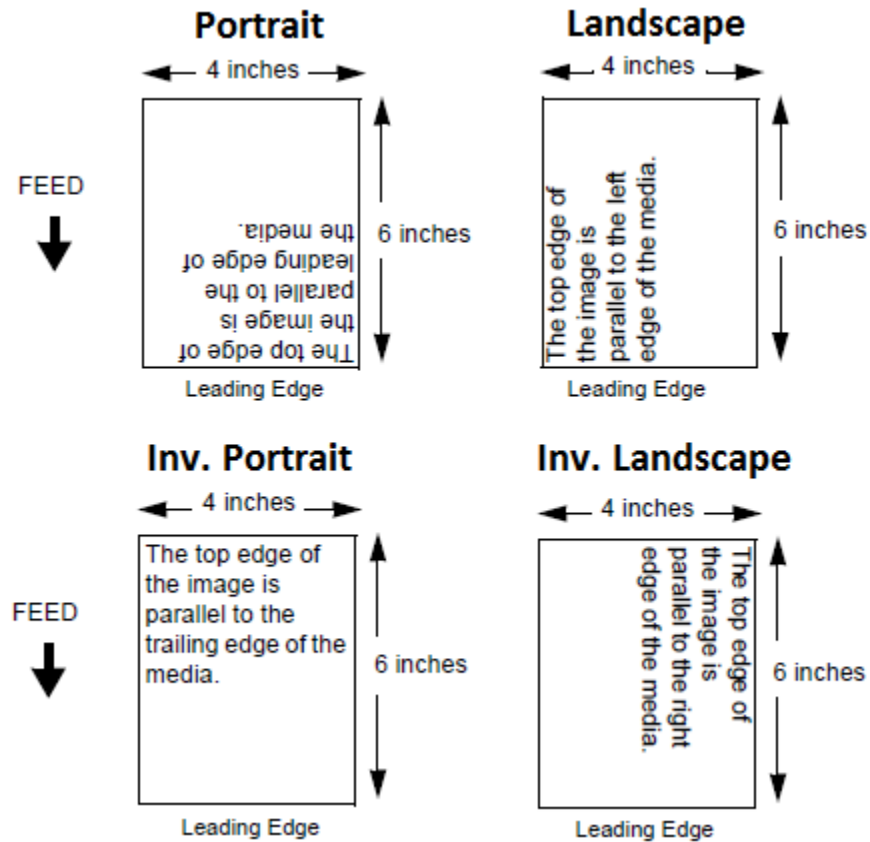 Portrait
4 inches
FEED
The top edge of
the image is
parallel to the
leading edge of
the media.
6 inches
Leading Edge
Landscape
4 inches
The top edge of
the image is
parallel to the left
edge of the media.
6 inches
Leading Edge
Inv. Portrait
4 inches
FEED
The top edge of
the image is
parallel to the
trailing edge of the
media.
6 inches
Leading Edge
Inv. Landscape
4 inches
The top edge of
the image is
parallel to the right
edge of the media.
6 inches
Leading Edge